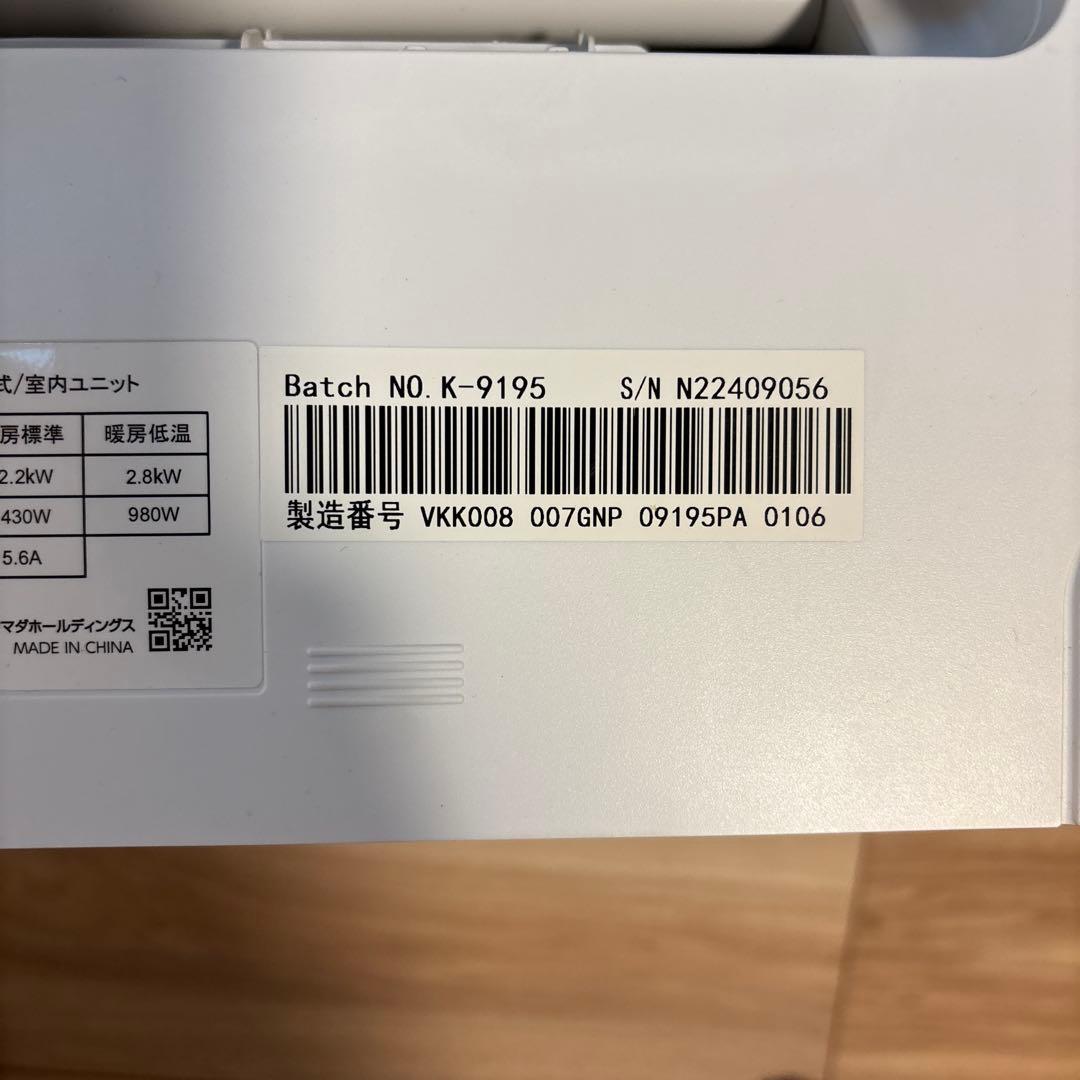 式/室内ユニット
房標準 暖房低温
2.2kW 2.8kW
430W 980W
5.6A
マダホールディングス
MADE IN CHINA
Batch NO. K-9195 S/N N22409056
製造番号 VKK008 007GNP 09195PA 0106